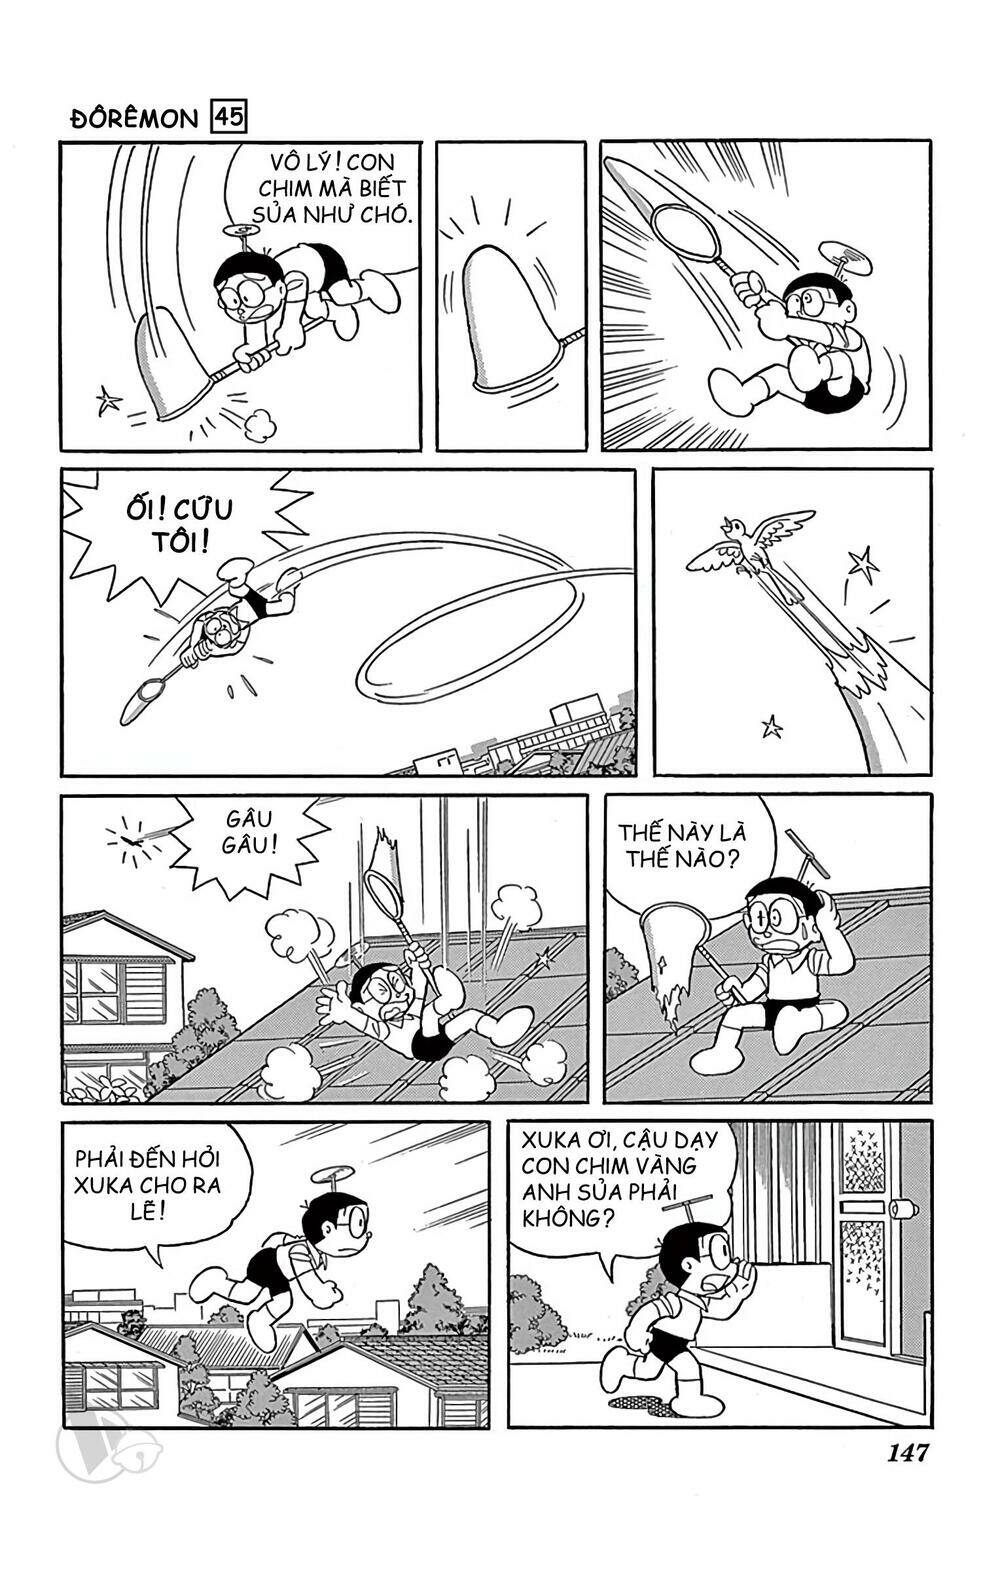 ĐÔRÊMON 45
VÔ LÝ! CON
CHIM MÀ BIẾT
SỦA NHƯ CHÓ.
ỐI! CỨU
TÔI!
GÂU
GÂU!
THẾ NÀY LÀ
THẾ NÀO?
PHẢI ĐẾN HỎI
XUKA CHO RA
LẼ!
XUKA ƠI, CẬU DẠY
CON CHIM VÀNG
ANH SỦA PHẢI
KHÔNG?
147